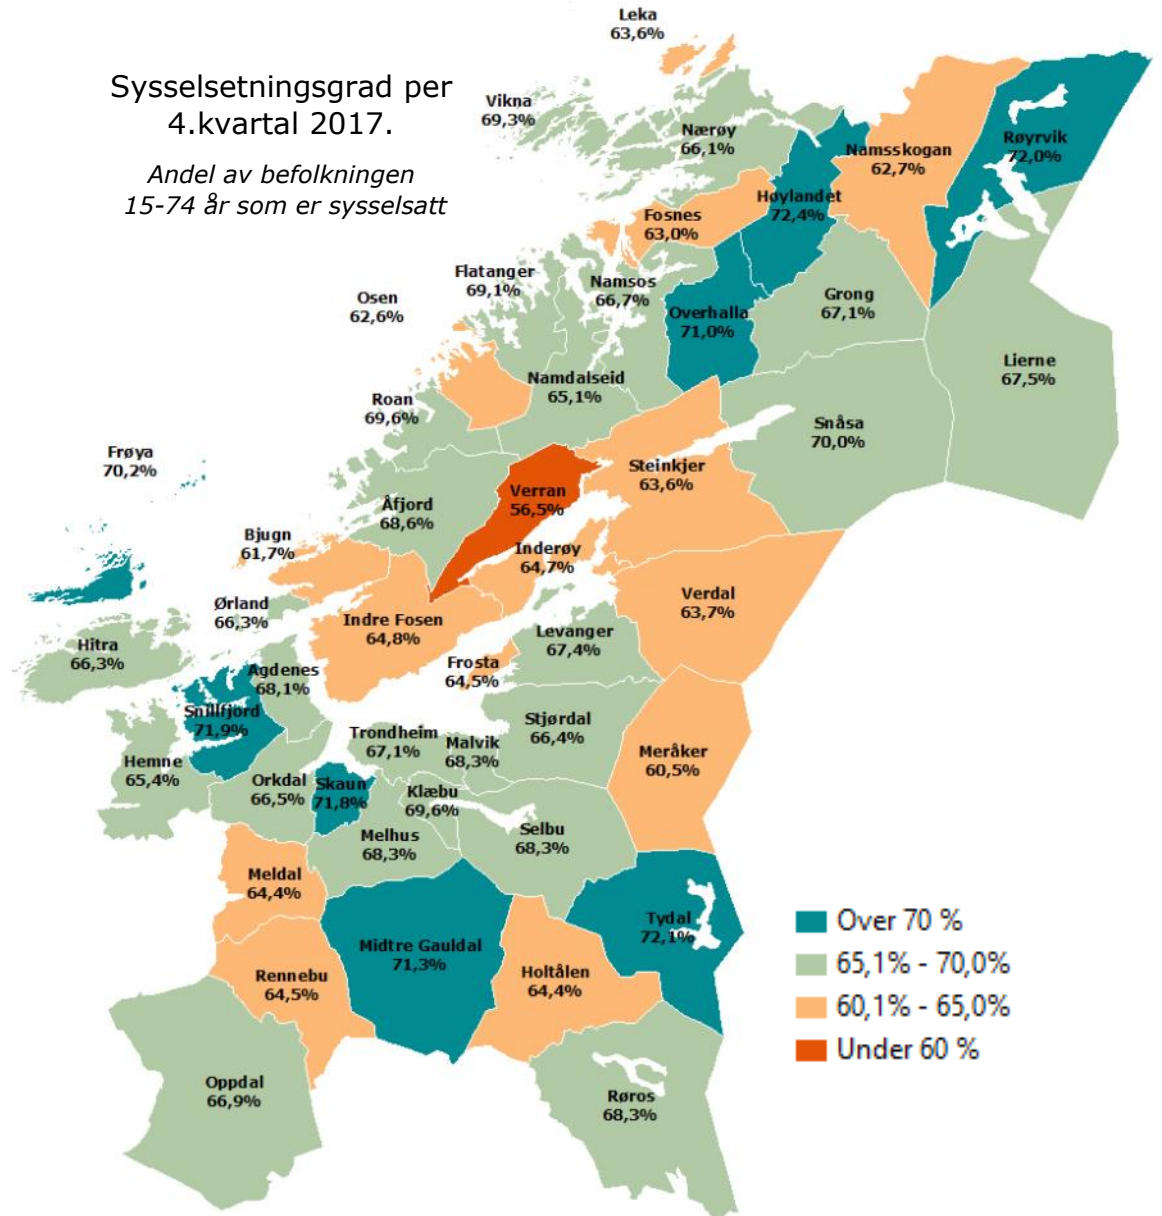 Leka
63,6%
Sysselsetningsgrad per
4.kvartal 2017.
Andel av befolkningen
15-74 år som er sysselsatt
Vikna
69,3%
Nærøy
66,1%
Namsskogan
62,7%
Røyrvik
72,0%
Høylandet
72,4%
Fosnes
63,0%
Flatanger
69,1%
Namsos
66,7%
Osen
62,6%
Overhalla
71,0%
Grong
67,1%
Lierne
67,5%
Namdalseid
65,1%
Roan
69,6%
Snåsa
70,0%
Frøya
70,2%
Steinkjer
63,6%
Verran
56,5%
Åfjord
68,6%
Bjugn
61,7%
Inderøy
64,7%
Verdal
63,7%
Ørland
66,3%
Indre Fosen
64,8%
Levanger
67,4%
Hitra
66,3%
Agdenes
68,1%
Frosta
64,5%
Snillfjord
71,9%
Stjørdal
66,4%
Trondheim
67,1%
Malvik
68,3%
Meråker
60,5%
Hemne
65,4%
Orkdal
66,5%
Skaun
71,8%
Klæbu
69,6%
Selbu
68,3%
Melhus
68,3%
Meldal
64,4%
Tydal
72,1%
Midtre Gauldal
71,3%
Rennebu
64,5%
Holtålen
64,4%
Oppdal
66,9%
Røros
68,3%
Over 70 %
65,1% - 70,0%
60,1% - 65,0%
Under 60 %